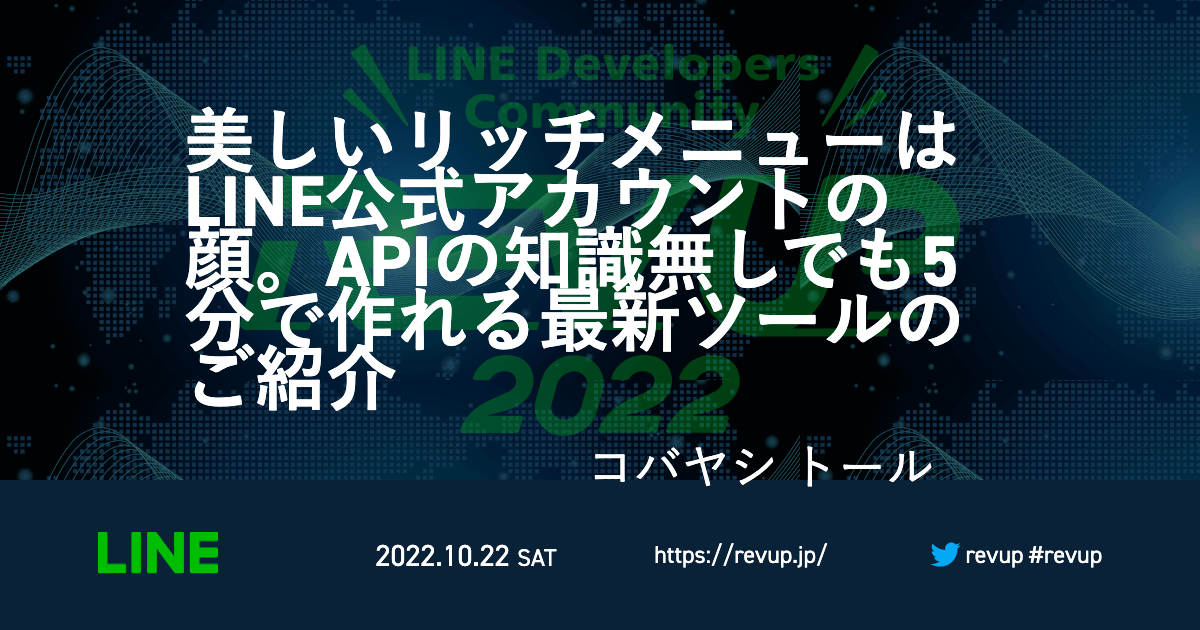 LINE Developers
Community
REV UP
2022
美しいリッチメニューは
LINE公式アカウントの
顔。APIの知識無しでも5
分で作れる最新ソールの
ご紹介
コバヤシ トール
LINE
2022.10.22 SAT
https://revup.jp/
revup #revup